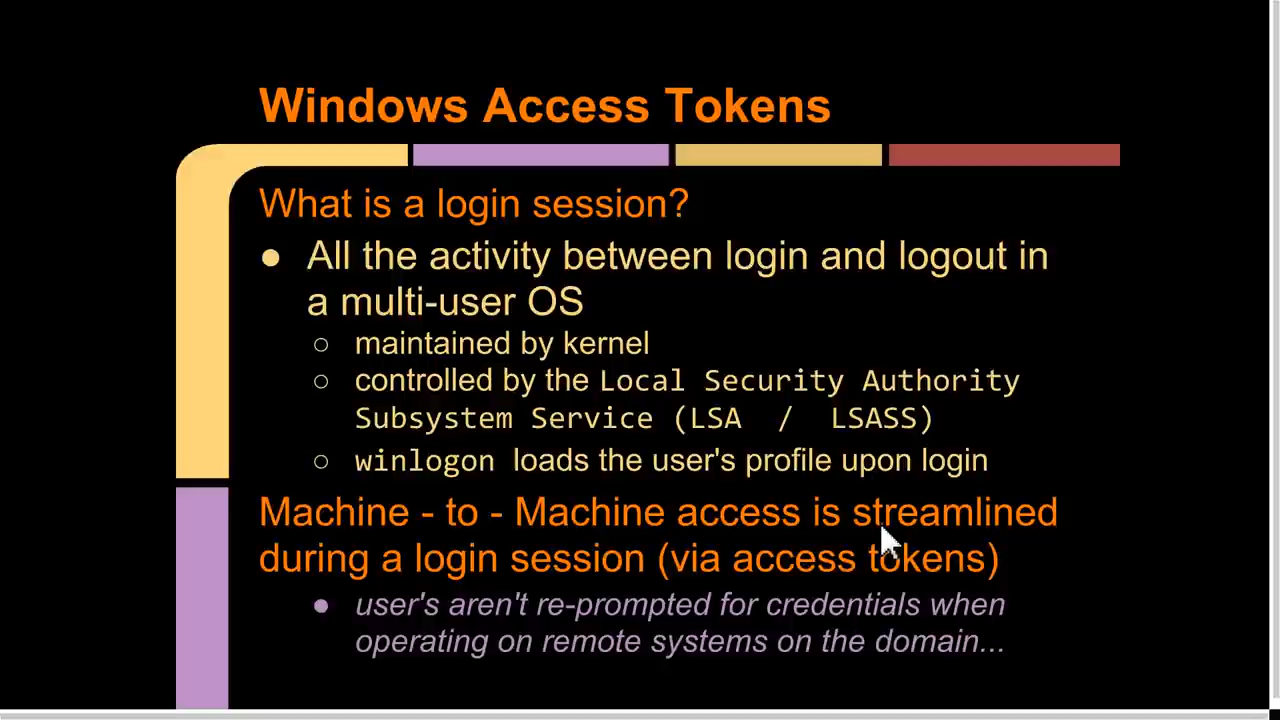 Windows Access Tokens
What is a login session?
● All the activity between login and logout in
a multi-user OS
○ maintained by kernel
○ controlled by the Local Security Authority
Subsystem Service (LSA / LSASS)
○ winlogon loads the user's profile upon login
Machine - to - Machine access is streamlined
during a login session (via access tokens)
● user's aren't re-prompted for credentials when
operating on remote systems on the domain...